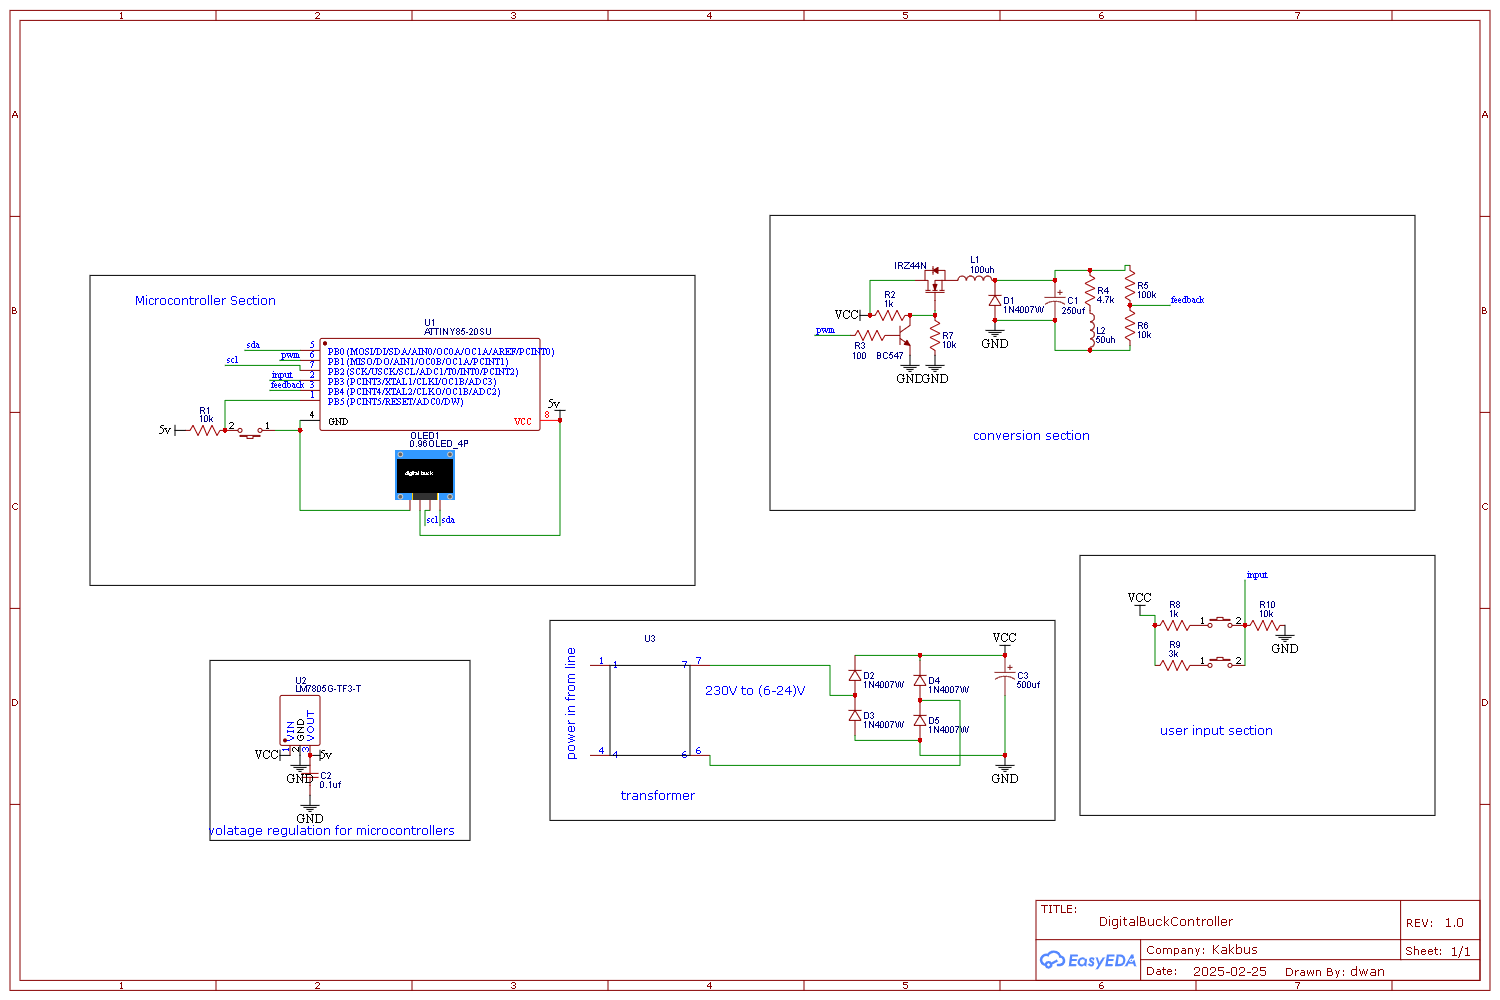 1 2 3 4 5 6 7
A A
B B
C C
D D
1 2 3 4 5 6 7
Microcontroller Section
U1
ATTINY85-20SU
sda
5
PB0 (MOSI/DI/SDA/AIN0/OC0A/OC1A/AREF/PCINT0)
pwm
6
PB1 (MISO/DO/AIN1/OC0B/OC1A/PCINT1)
scl
7
PB2 (SCK/USCK/SCL/ADC1/T0/INT0/PCINT2)
input
2
PB3 (PCINT3/XTAL1/CLKI/OC1B/ADC3)
feedback
3
PB4 (PCINT4/XTAL2/CLKO/OC1B/ADC2)
1
PB5 (PCINT5/RESET/ADC0/DW)
4
GND
VCC
8
5v
R1
10k
5v
2
1
OLED1
0.96OLED_4P
digital buck
scl
sda
IRZ44N
L1
100uh
R2
1k
VCC
pwm
R3
100
BC547
R7
10k
GND
GND
D1
1N4007W
GND
C1
250uf
R4
4.7k
L2
50uh
R5
100k
feedback
R6
10k
conversion section
input
VCC
R8
1k
1
2
R10
10k
GND
R9
3k
1
2
user input section
U2
LM7805G-TF3-T
VIN
GND
VOUT
1
2
3
VCC
5v
GND
C2
0.1uf
GND
volatage regulation for microcontrollers
U3
power in from line
1
1
7
7
4
4
6
6
230V to (6-24)V
transformer
D2
1N4007W
D3
1N4007W
D4
1N4007W
D5
1N4007W
VCC
C3
500uf
GND
TITLE:
DigitalBuckController
REV: 1.0
EasyEDA
Company: Kakbus
Sheet: 1/1
Date: 2025-02-25
Drawn By: dwan